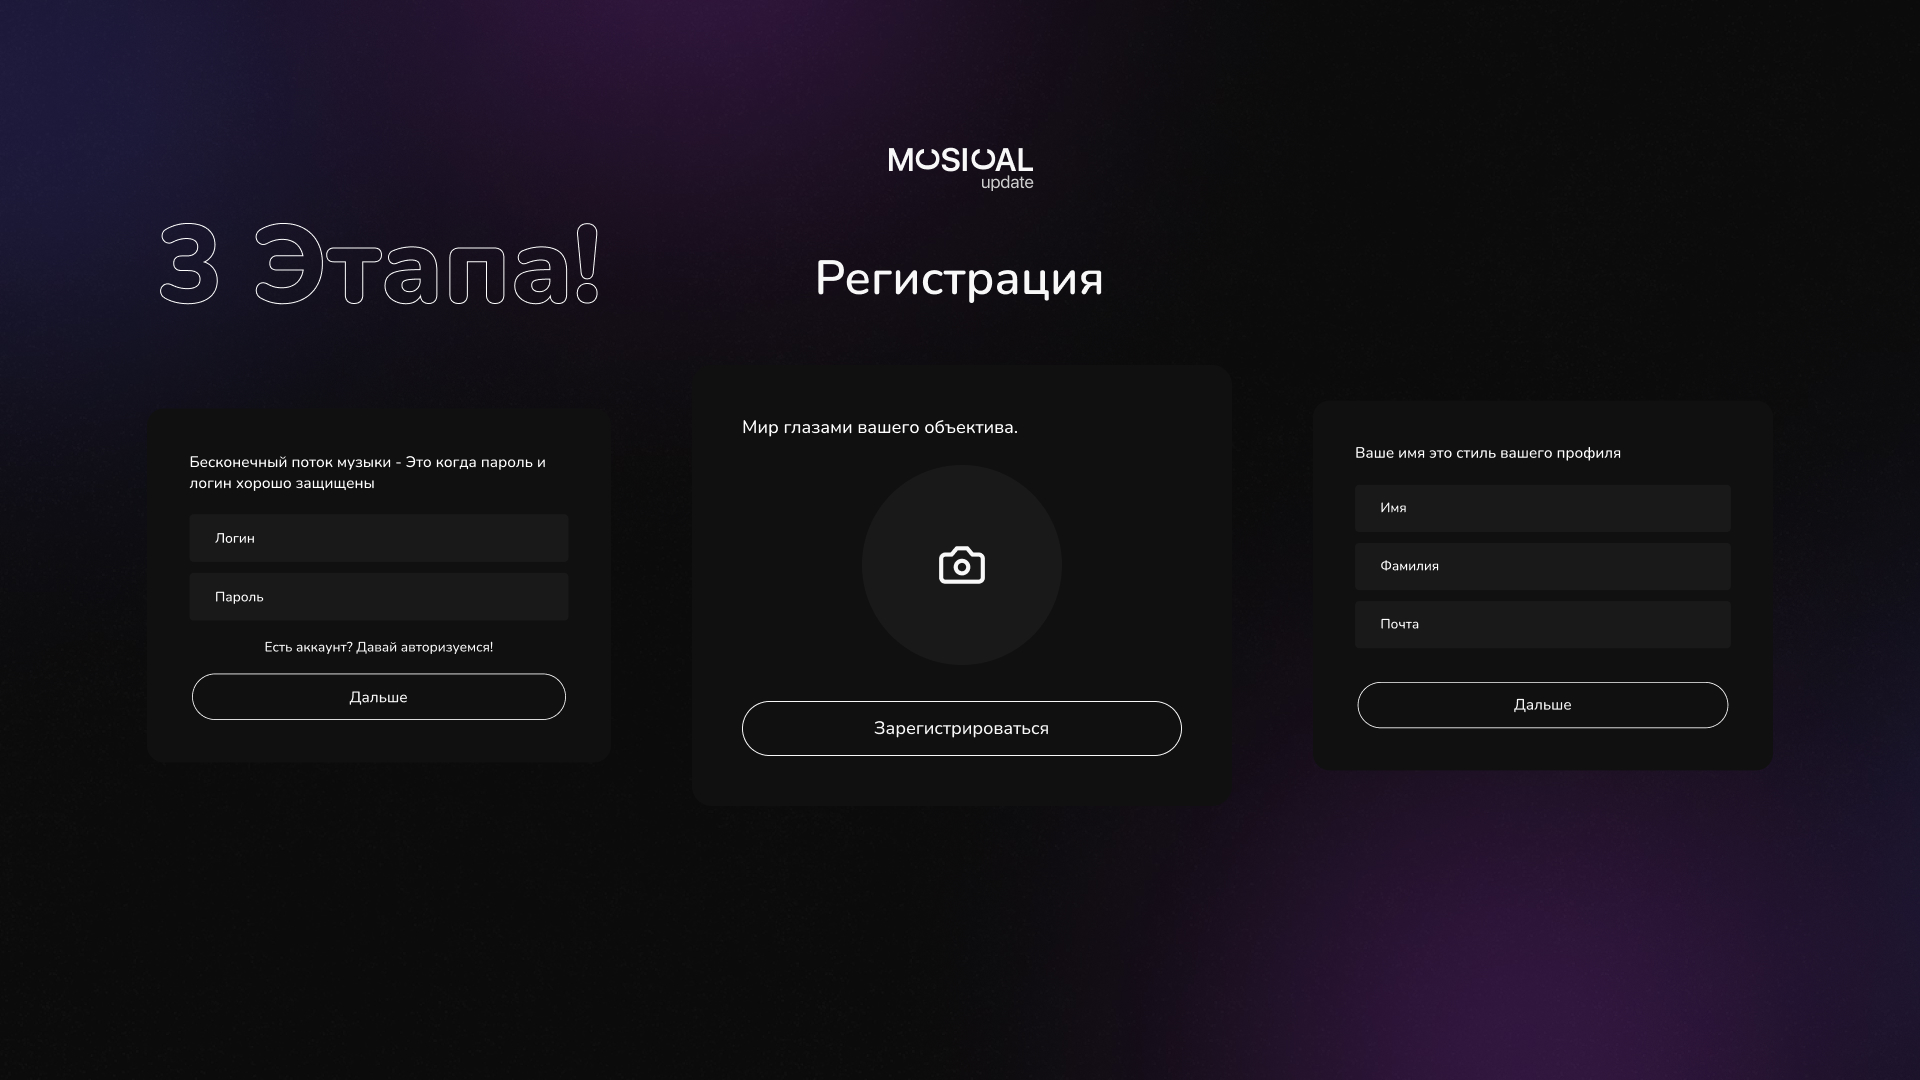 MUSICAL
update
3 Этапа!
Регистрация
Бесконечный поток музыки - Это когда пароль и
логин хорошо защищены
Логин
Пароль
Есть аккаунт? Давай авторизуемся!
Дальше
Мир глазами вашего объектива.
Зарегистрироваться
Ваше имя это стиль вашего профиля
Имя
Фамилия
Почта
Дальше